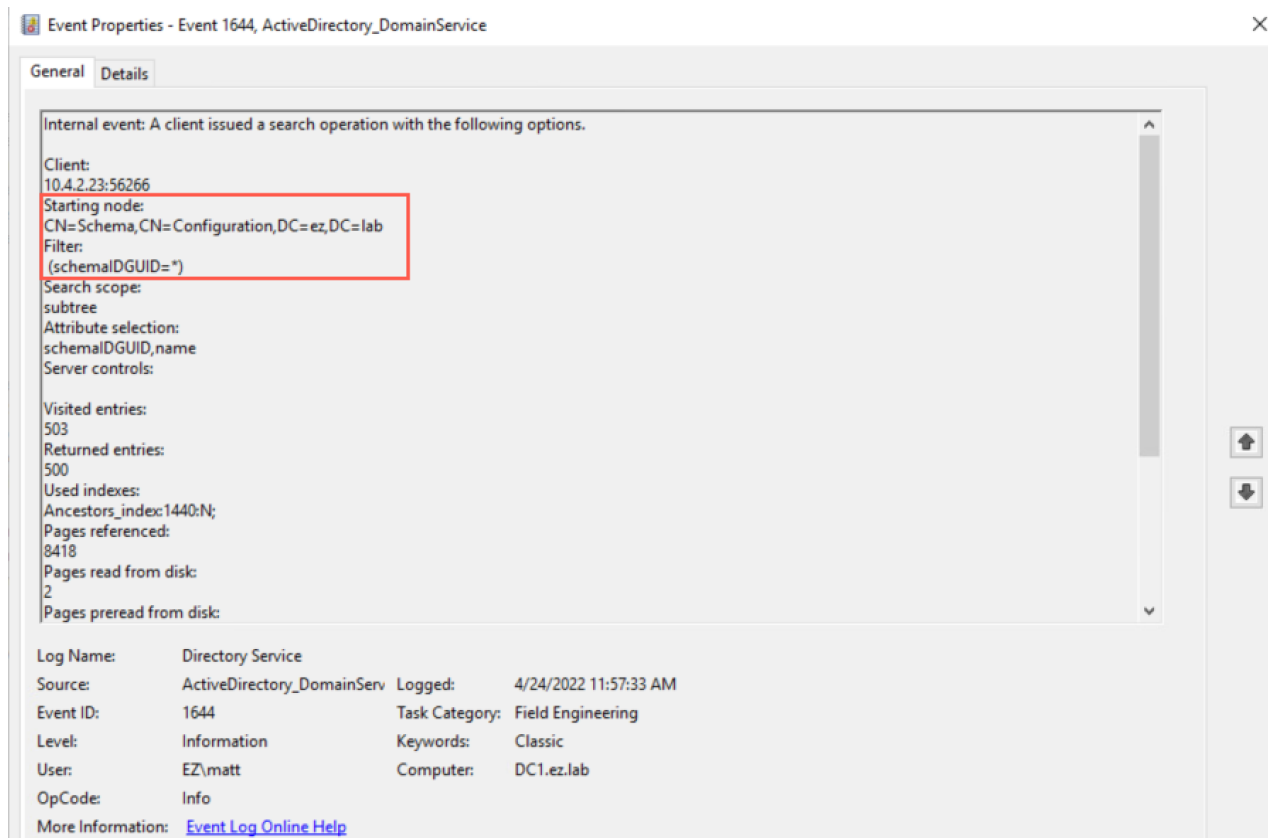 Event Properties - Event 1644, ActiveDirectory_DomainService
General Details
Internal event: A client issued a search operation with the following options.
Client:
10.4.2.23:56266
Starting node:
CN=Schema,CN=Configuration,DC=ez,DC=lab
Filter:
(schemaIDGUID=*)
Search scope:
subtree
Attribute selection:
schemaIDGUID,name
Server controls:
Visited entries:
503
Returned entries:
500
Used indexes:
Ancestors_index:1440:N;
Pages referenced:
8418
Pages read from disk:
2
Pages preread from disk:
Log Name: Directory Service
Source: ActiveDirectory_DomainServ Logged: 4/24/2022 11:57:33 AM
Event ID: 1644 Task Category: Field Engineering
Level: Information Keywords: Classic
User: EZ\matt Computer: DC1.ez.lab
OpCode: Info
More Information: Event Log Online Help